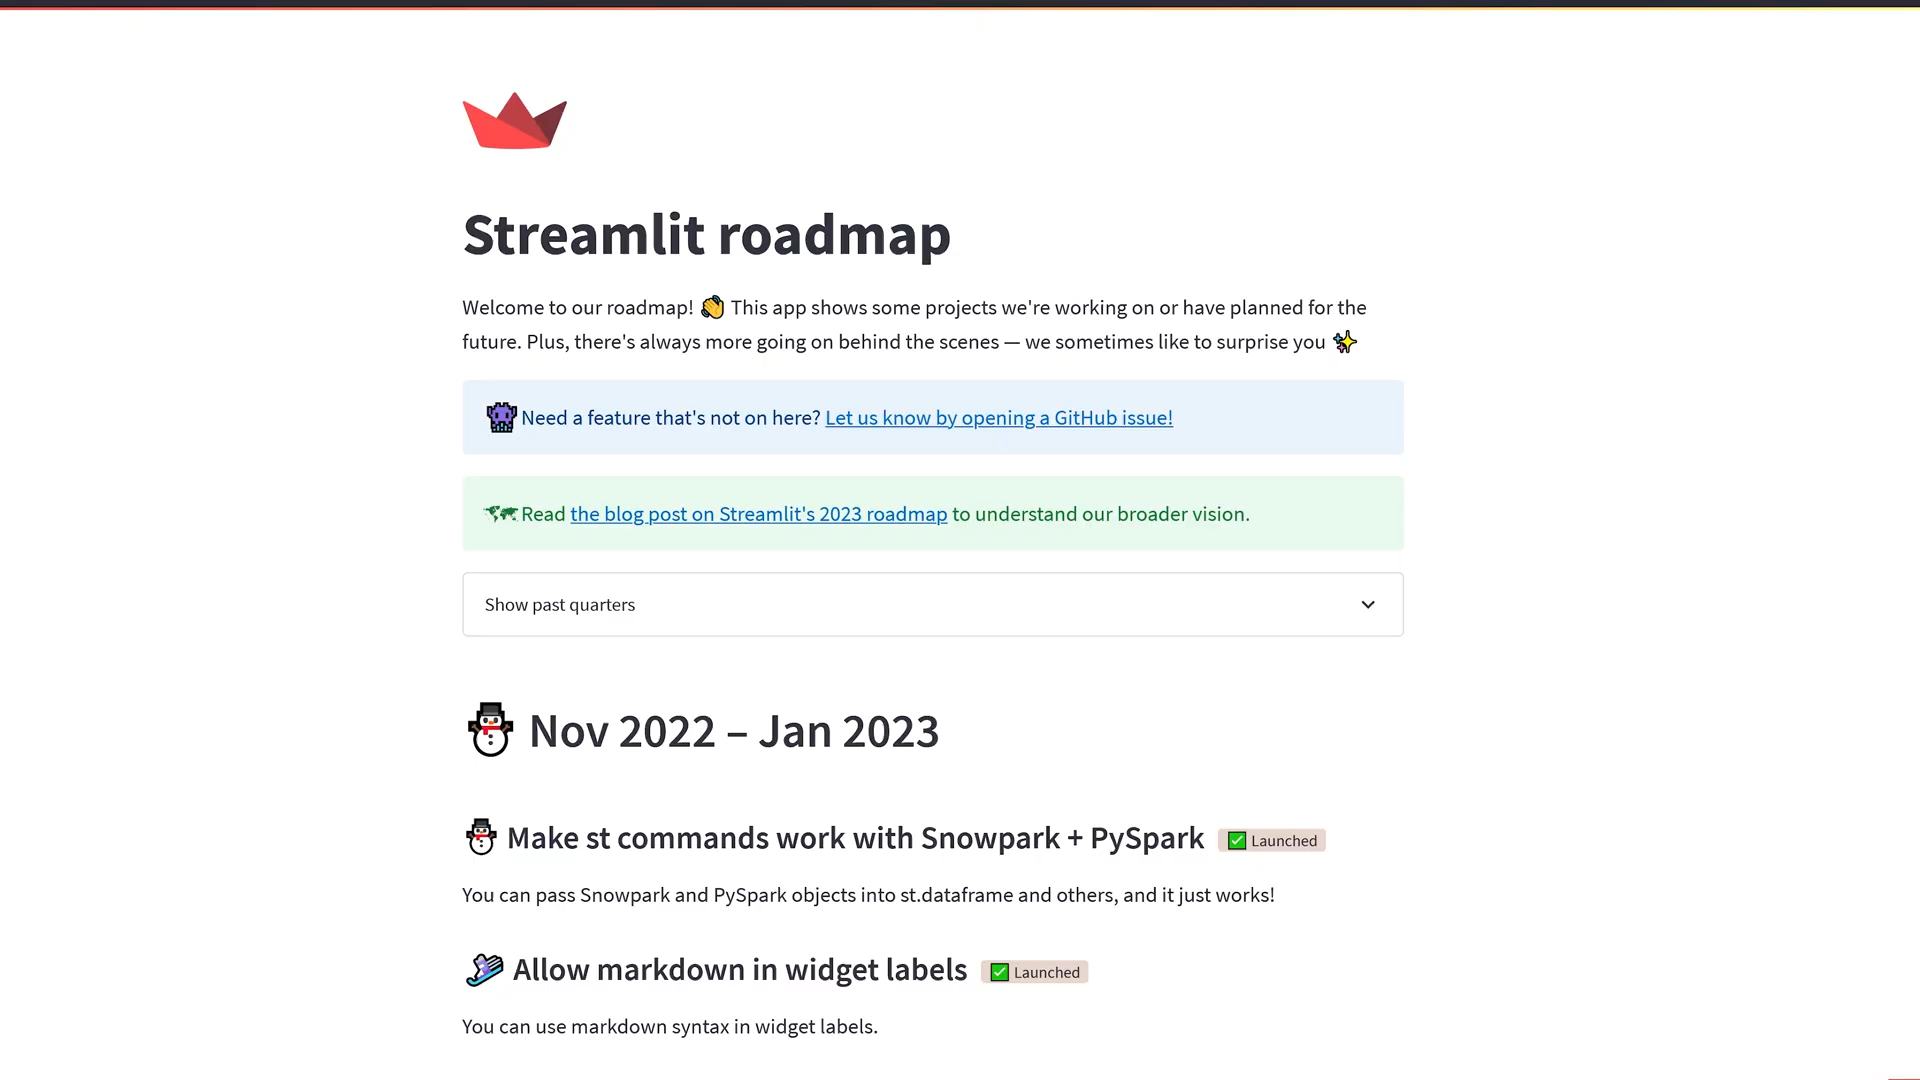 Streamlit roadmap
Welcome to our roadmap! 👋 This app shows some projects we're working on or have planned for the
future. Plus, there's always more going on behind the scenes — we sometimes like to surprise you ✨
Need a feature that's not on here? Let us know by opening a GitHub issue!
Read the blog post on Streamlit's 2023 roadmap to understand our broader vision.
Show past quarters
Nov 2022 – Jan 2023
Make st commands work with Snowpark + PySpark ✅ Launched
You can pass Snowpark and PySpark objects into st.dataframe and others, and it just works!
Allow markdown in widget labels ✅ Launched
You can use markdown syntax in widget labels.